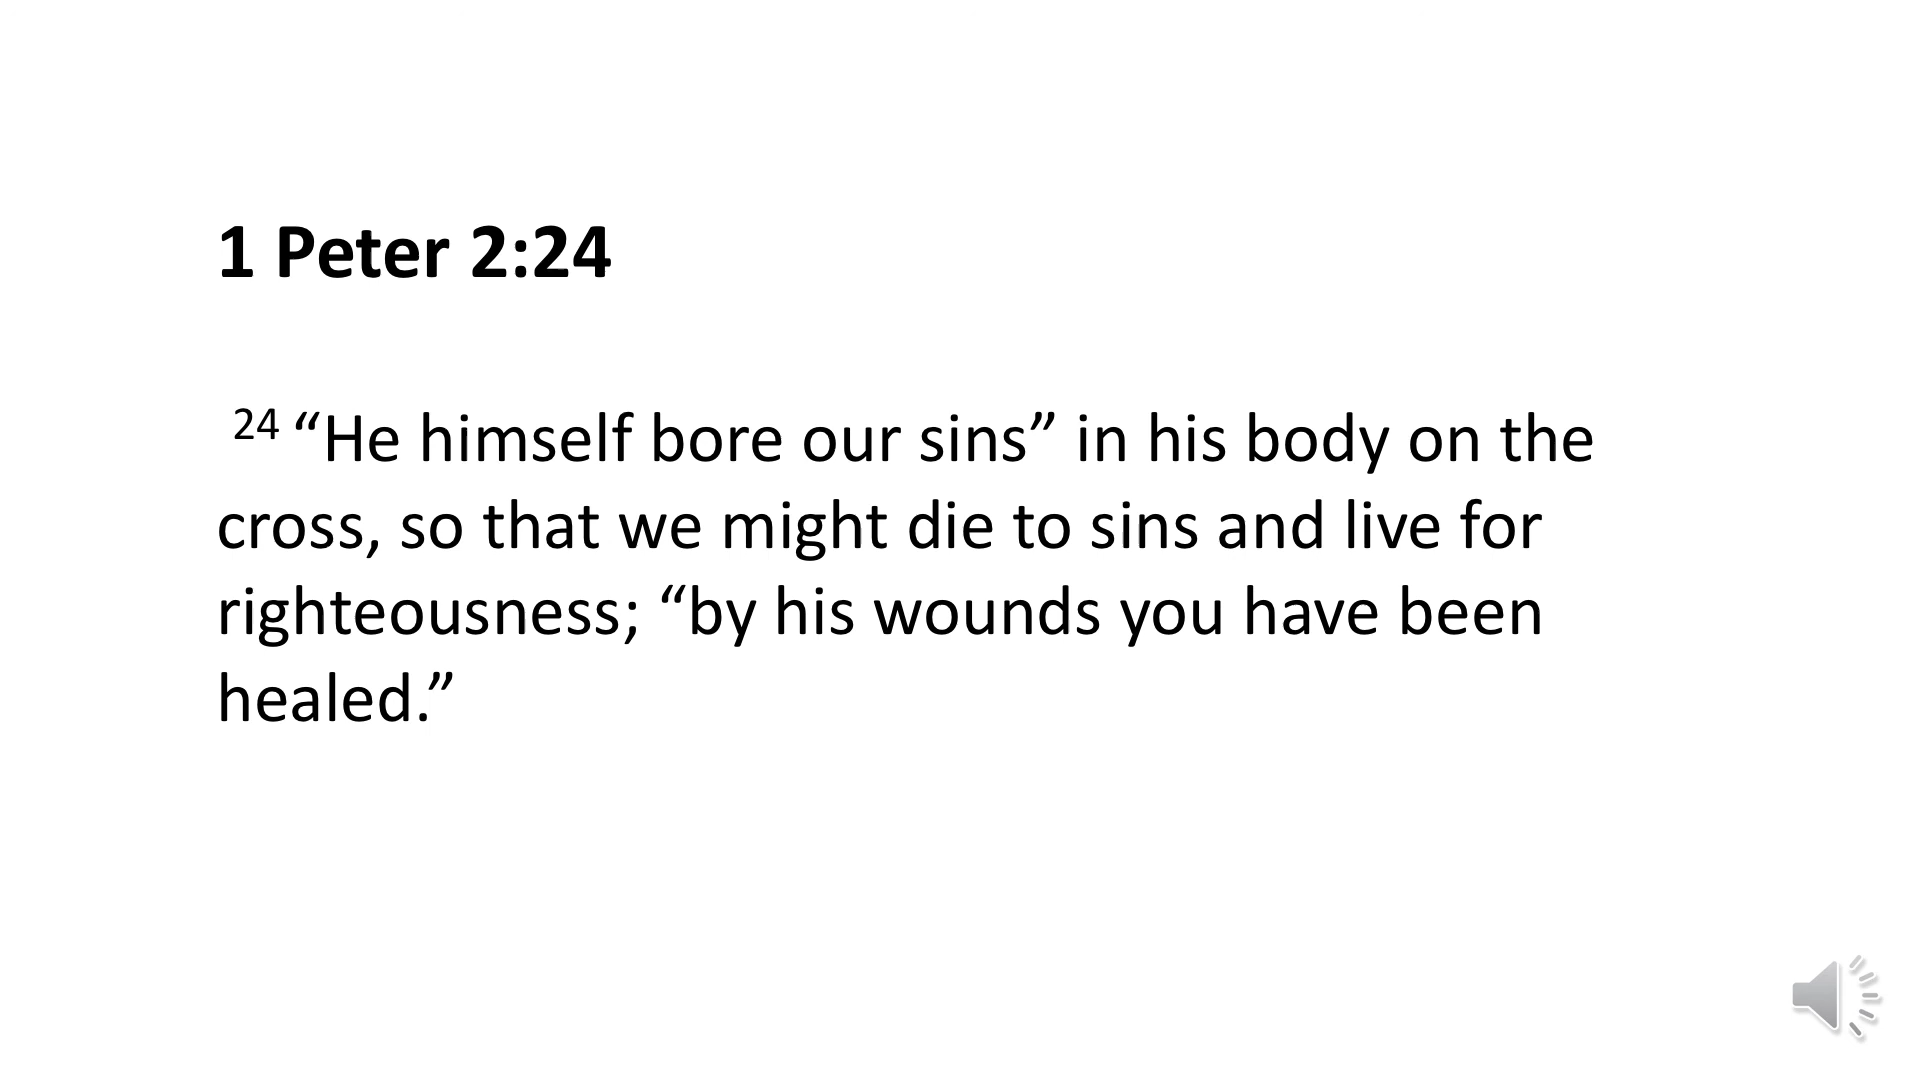 1 Peter 2:24
24 “He himself bore our sins” in his body on the
cross, so that we might die to sins and live for
righteousness; “by his wounds you have been
healed.”